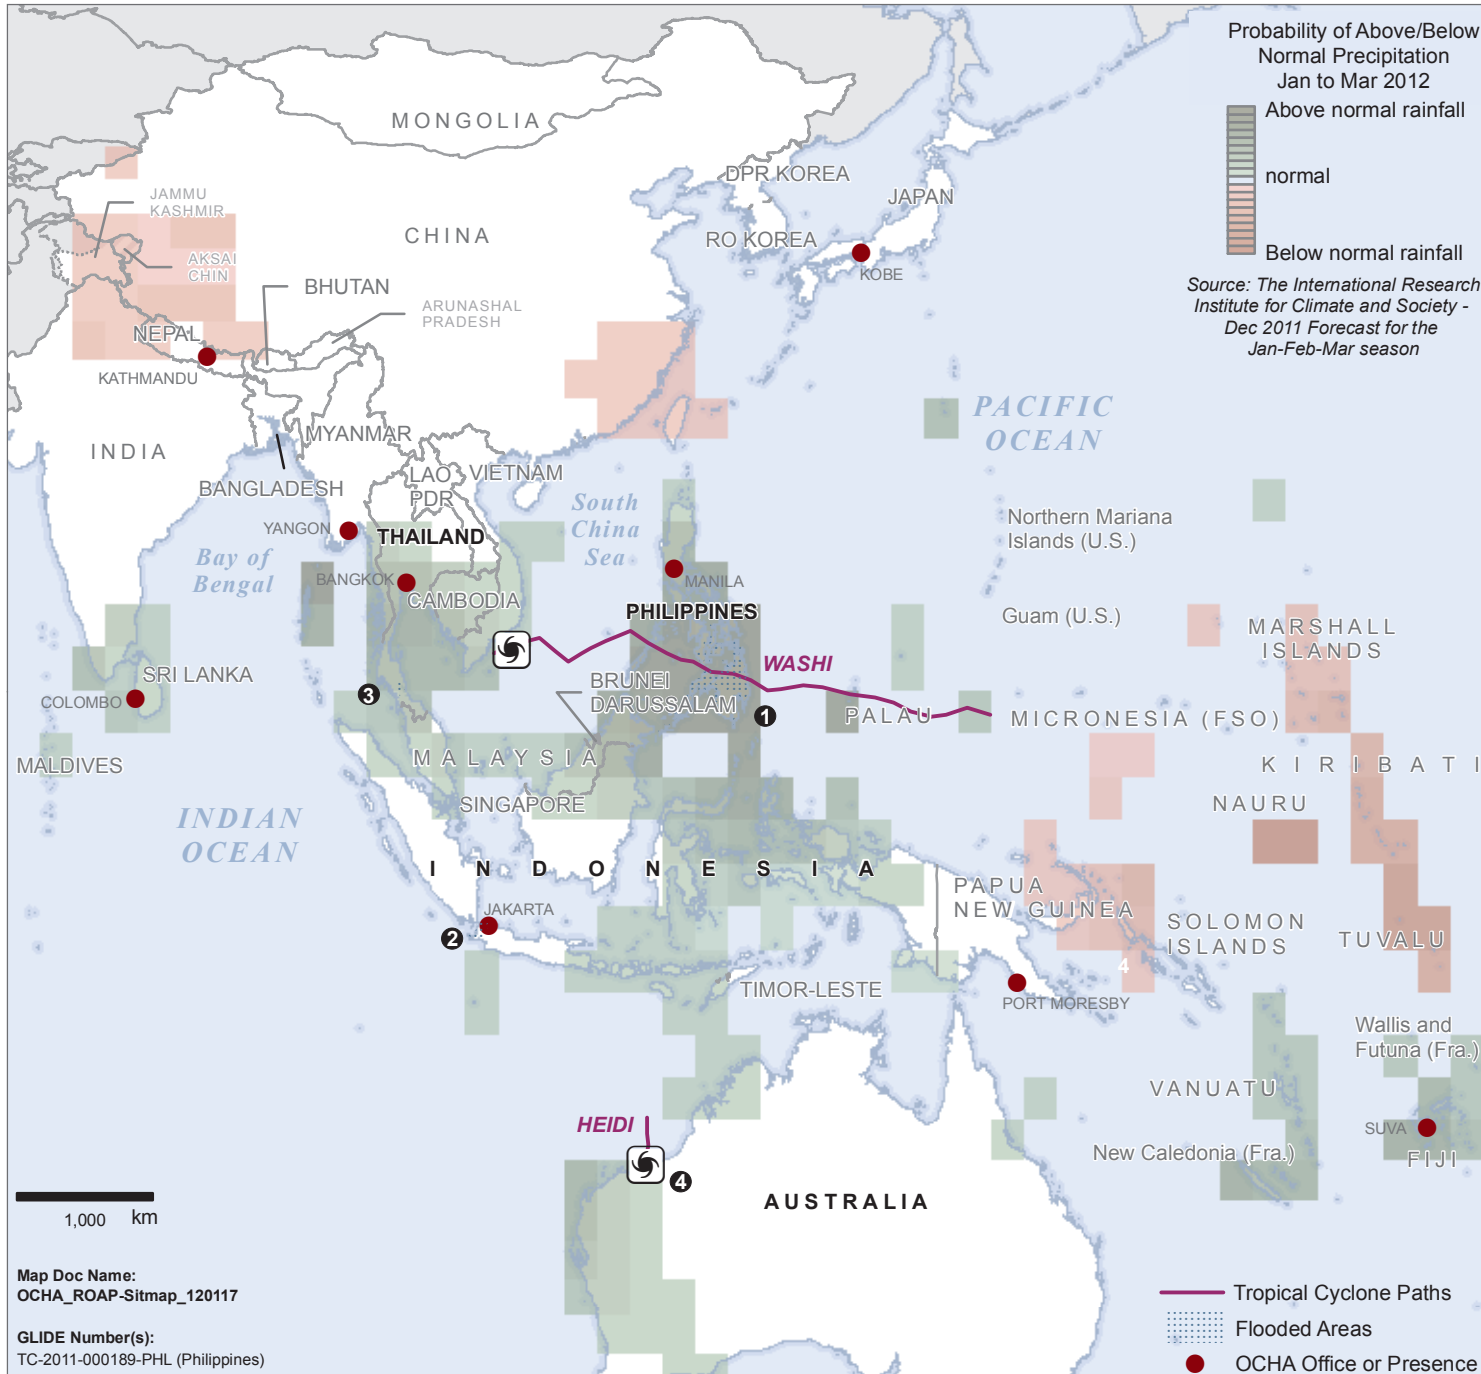 Probability of Above/Below
Normal Precipitation
Jan to Mar 2012
Above normal rainfall
normal
Below normal rainfall
Source: The International Research
Institute for Climate and Society -
Dec 2011 Forecast for the
Jan-Feb-Mar season
MONGOLIA
DPR KOREA
JAPAN
JAMMU
KASHMIR
CHINA
RO KOREA
AKSAI
CHIN
KOBE
BHUTAN
ARUNASHAL
PRADESH
NEPAL
KATHMANDU
PACIFIC
OCEAN
INDIA
MYANMAR
LAO
PDR
VIETNAM
BANGLADESH
South
China
Sea
YANGON
THAILAND
Northern Mariana
Islands (U.S.)
Bay of
Bengal
BANGKOK
CAMBODIA
MANILA
PHILIPPINES
Guam (U.S.)
MARSHALL
ISLANDS
WASHI
SRI LANKA
COLOMBO
3
BRUNEI
DARUSSALAM
1
PALAU
MICRONESIA (FSO)
MALDIVES
MALAYSIA
KIRIBATI
SINGAPORE
NAURU
INDIAN
OCEAN
INDONESIA
PAPUA
NEW GUINEA
JAKARTA
2
SOLOMON
ISLANDS
TUVALU
4
TIMOR-LESTE
PORT MORESBY
Wallis and
Futuna (Fra.)
VANUATU
HEIDI
SUVA
New Caledonia (Fra.)
FIJI
4
AUSTRALIA
1,000 km
Map Doc Name:
OCHA_ROAP-Sitmap_120117
GLIDE Number(s):
TC-2011-000189-PHL (Philippines)
Tropical Cyclone Paths
Flooded Areas
OCHA Office or Presence